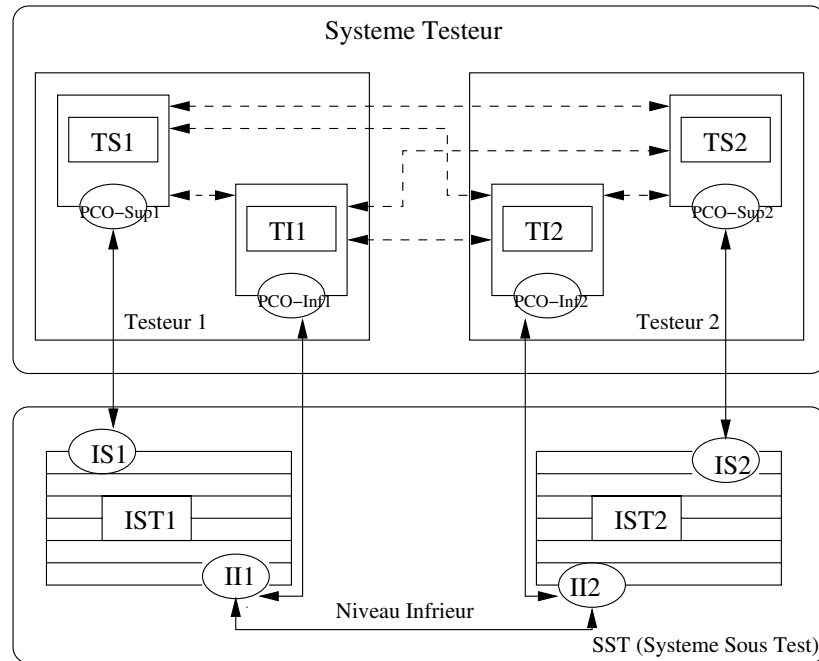 Systeme Testeur
TS1
TS2
PCO-Sup1
PCO-Sup2
TI1
TI2
PCO-Inf1
PCO-Inf2
Testeur 1
Testeur 2
IS1
IS2
IST1
IST2
II1
II2
Niveau Infrieur
SST (Systeme Sous Test)